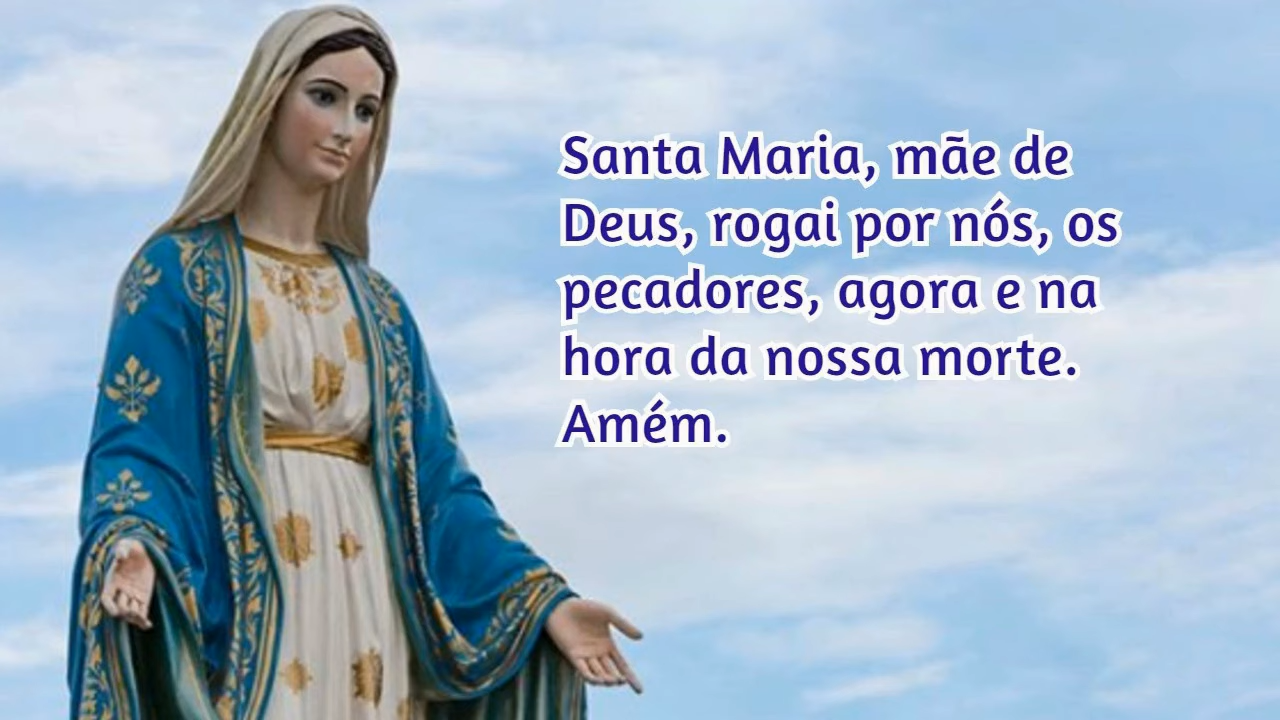 Santa Maria, mãe de
Deus, rogai por nós, os
pecadores, agora e na
hora da nossa morte.
Amém.